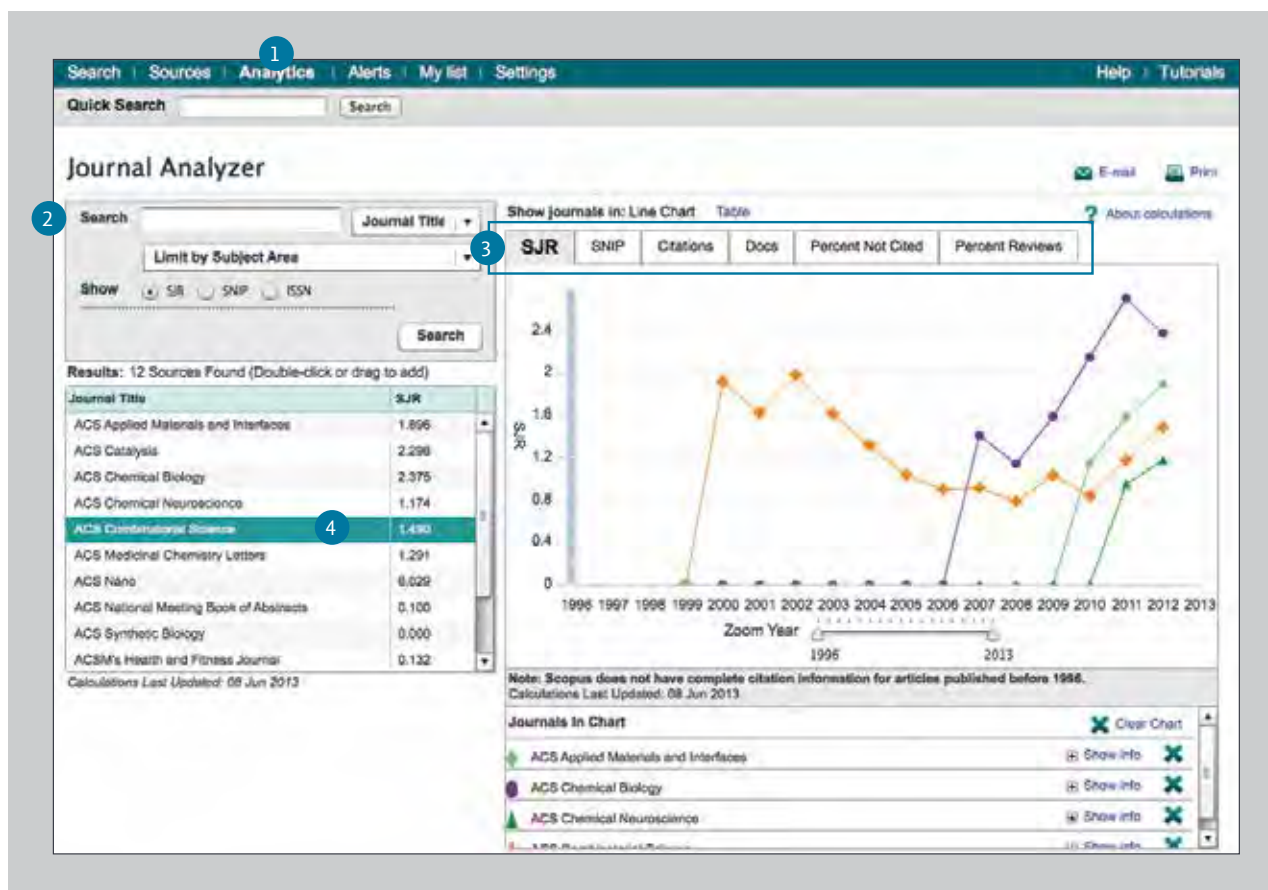 1
Search | Sources | Analytics | Alerts | My list | Settings
Help | Tutorials
Quick Search Search
Journal Analyzer
E-mail Print
2 Search Journal Title
Limit by Subject Area
Show SJR SNIP ISSN
Search
Show journals in: Line Chart Table
? About calculations
3 SJR SNIP Citations Docs Percent Not Cited Percent Reviews
Results: 12 Sources Found (Double-click or drag to add)
Journal Title SJR
ACS Applied Materials and Interfaces 1.896
ACS Catalysis 2.296
ACS Chemical Biology 2.375
ACS Chemical Neuroscience 1.174
ACS Combinatorial Science 4 1.490
ACS Medicinal Chemistry Letters 1.291
ACS Nano 6.029
ACS National Meeting Book of Abstracts 0.100
ACS Synthetic Biology 0.000
ACSM's Health and Fitness Journal 0.132
Calculations Last Updated: 08 Jun 2013
SJR
2.4
2
1.6
1.2
0.8
0.4
0
1996 1997 1998 1999 2000 2001 2002 2003 2004 2005 2006 2007 2008 2009 2010 2011 2012 2013
Zoom Year
1996 2013
Note: Scopus does not have complete citation information for articles published before 1996.
Calculations Last Updated: 08 Jun 2013
Journals in Chart Clear Chart
ACS Applied Materials and Interfaces Show info
ACS Chemical Biology Show info
ACS Chemical Neuroscience Show info
ACS Combinatorial Science Show info